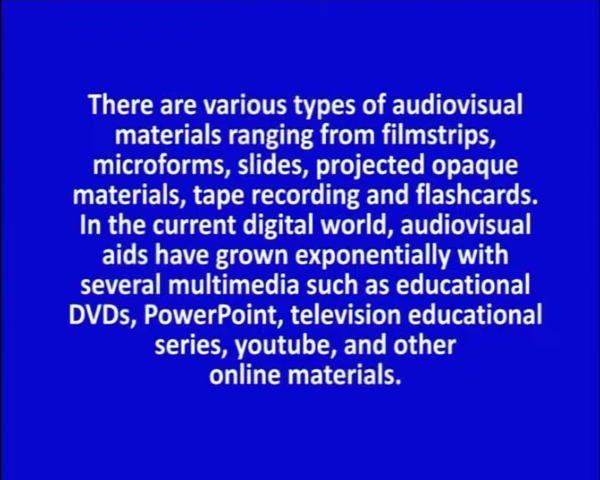 There are various types of audiovisual
materials ranging from filmstrips,
microforms, slides, projected opaque
materials, tape recording and flashcards.
In the current digital world, audiovisual
aids have grown exponentially with
several multimedia such as educational
DVDs, PowerPoint, television educational
series, youtube, and other
online materials.